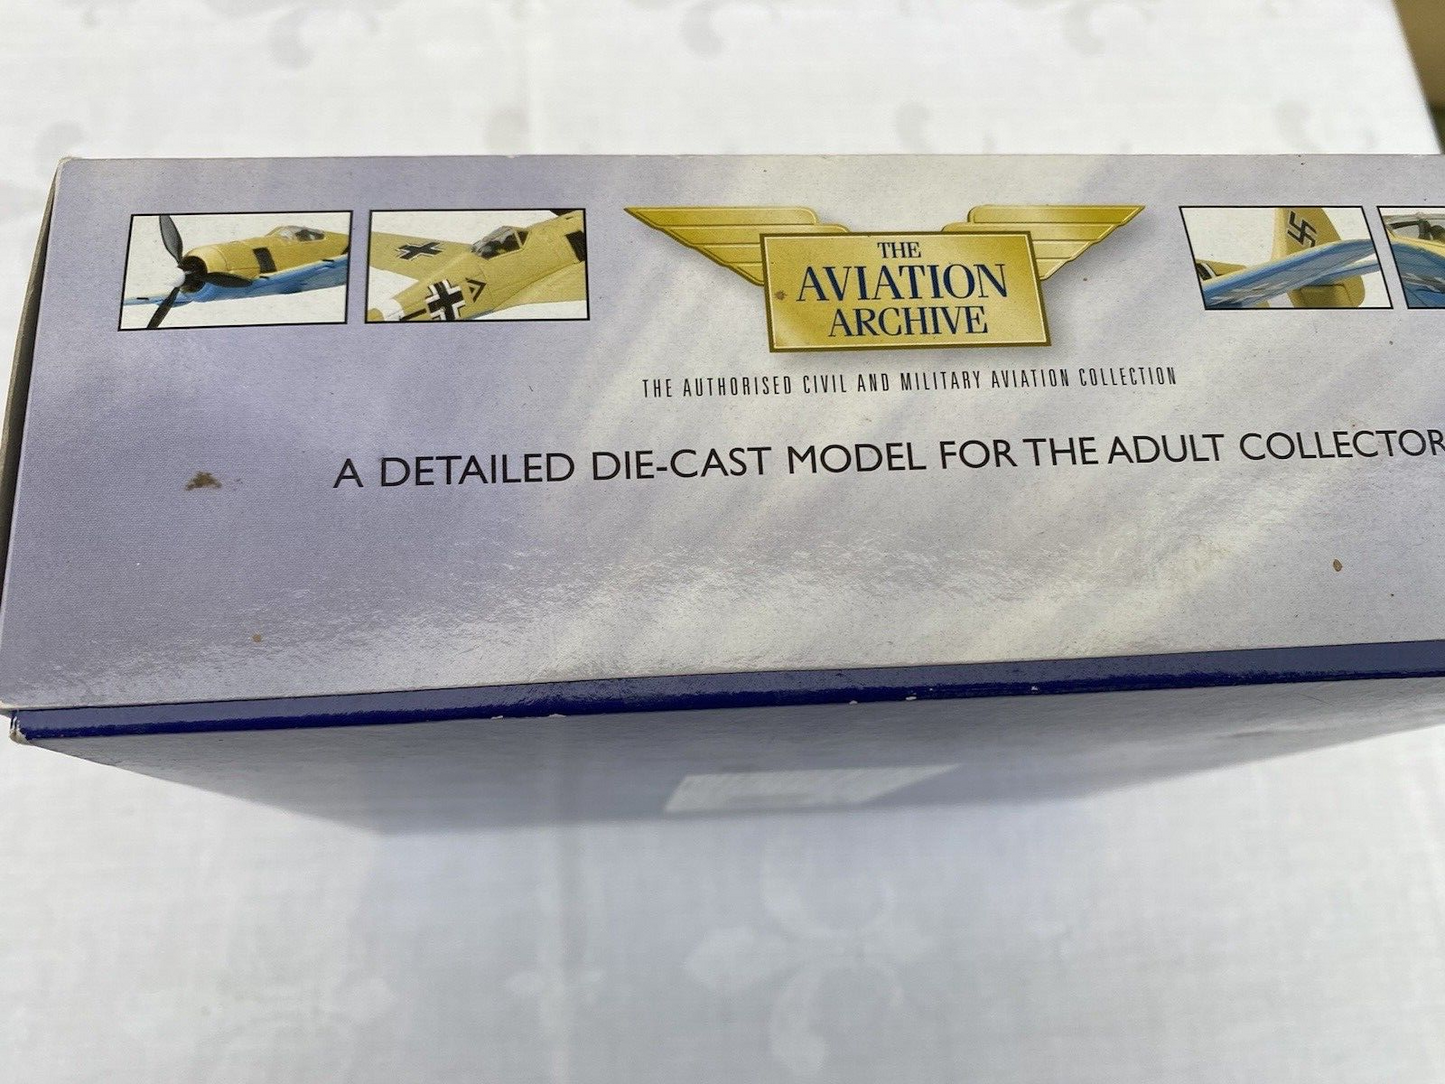 THE
AVIATION
ARCHIVE
THE AUTHORISED CIVIL AND MILITARY AVIATION COLLECTION
A DETAILED DIE-CAST MODEL FOR THE ADULT COLLECTOR